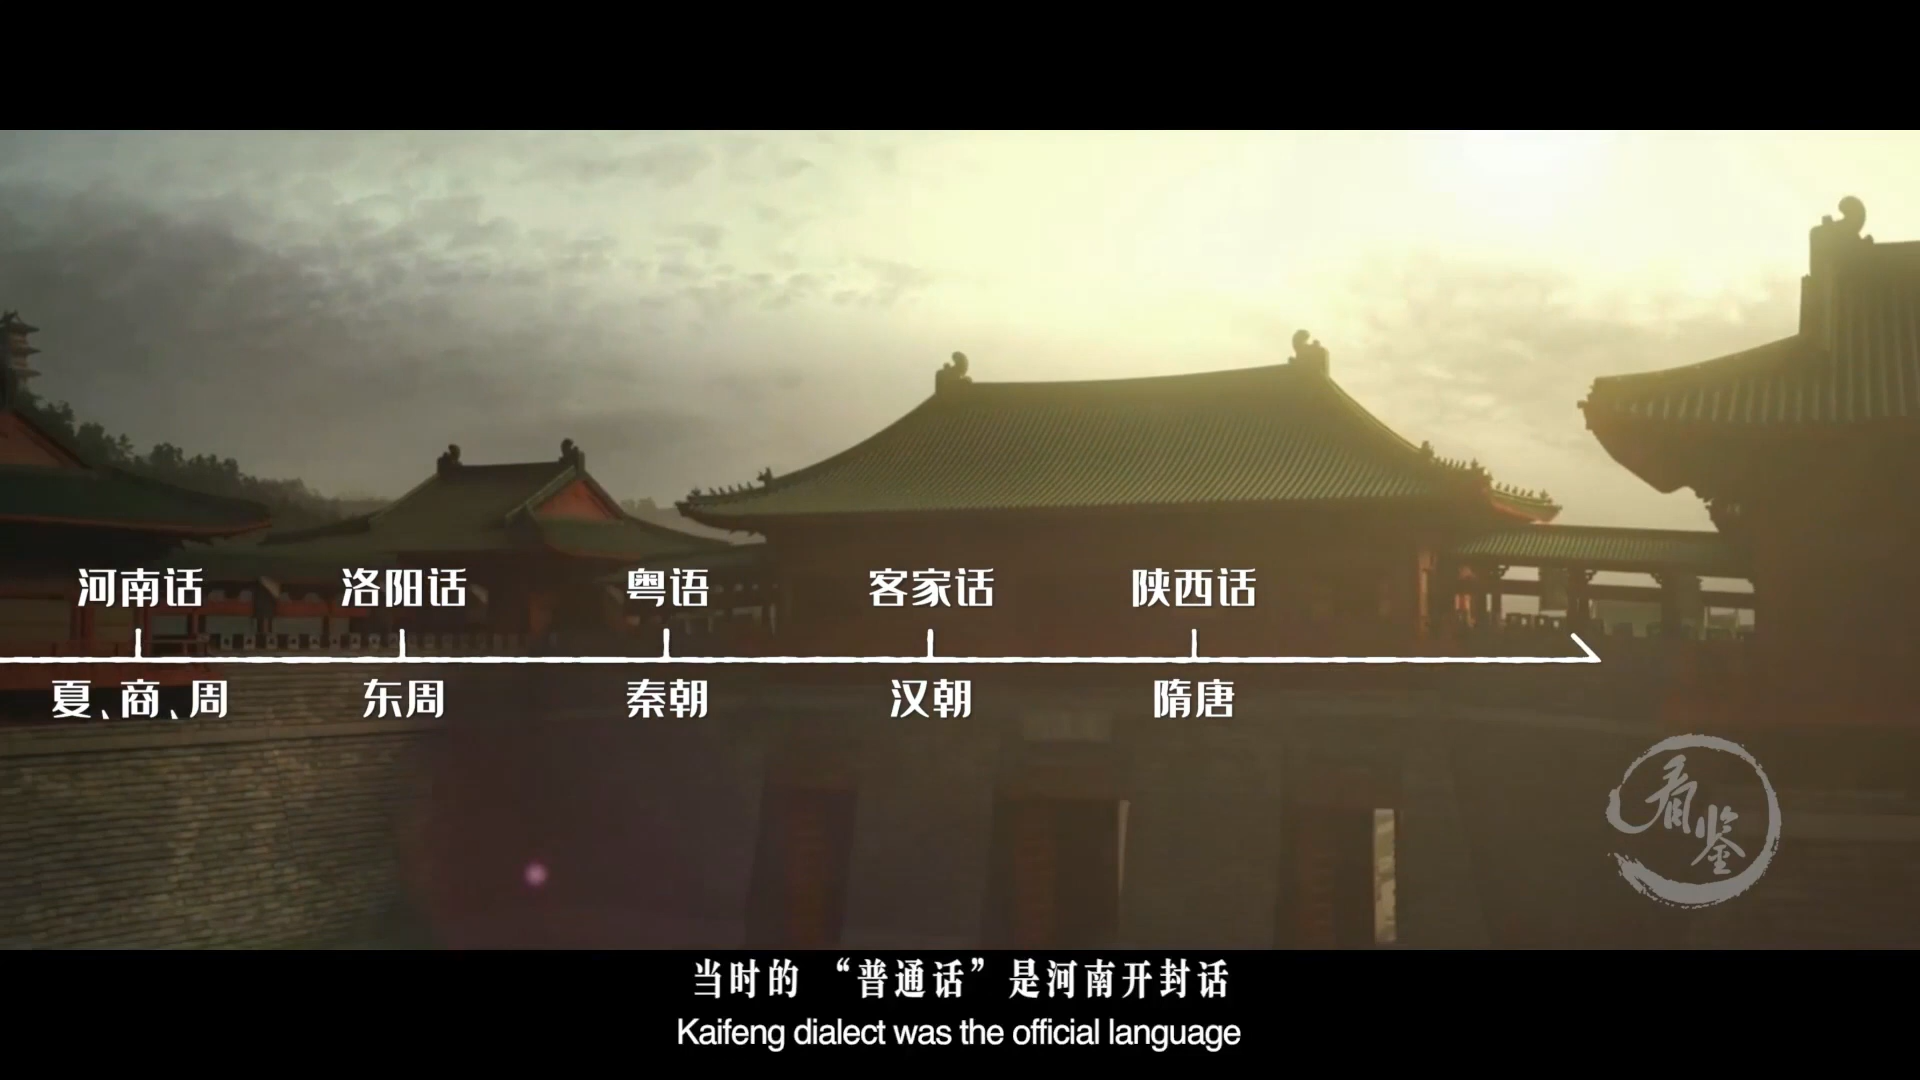 河南话 洛阳话 粤语 客家话 陕西话
夏、商、周 东周 秦朝 汉朝 隋唐
看鉴
当时的 “普通话” 是河南开封话
Kaifeng dialect was the official language